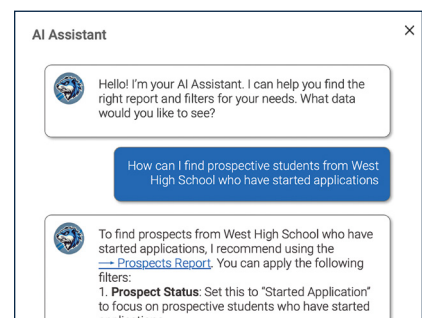 AI Assistant
Hello! I'm your AI Assistant. I can help you find the
right report and filters for your needs. What data
would you like to see?
How can I find prospective students from West
High School who have started applications
To find prospects from West High School who have
started applications, I recommend using the
→ Prospects Report. You can apply the following
filters:
1. Prospect Status: Set this to "Started Application"
to focus on prospective students who have started